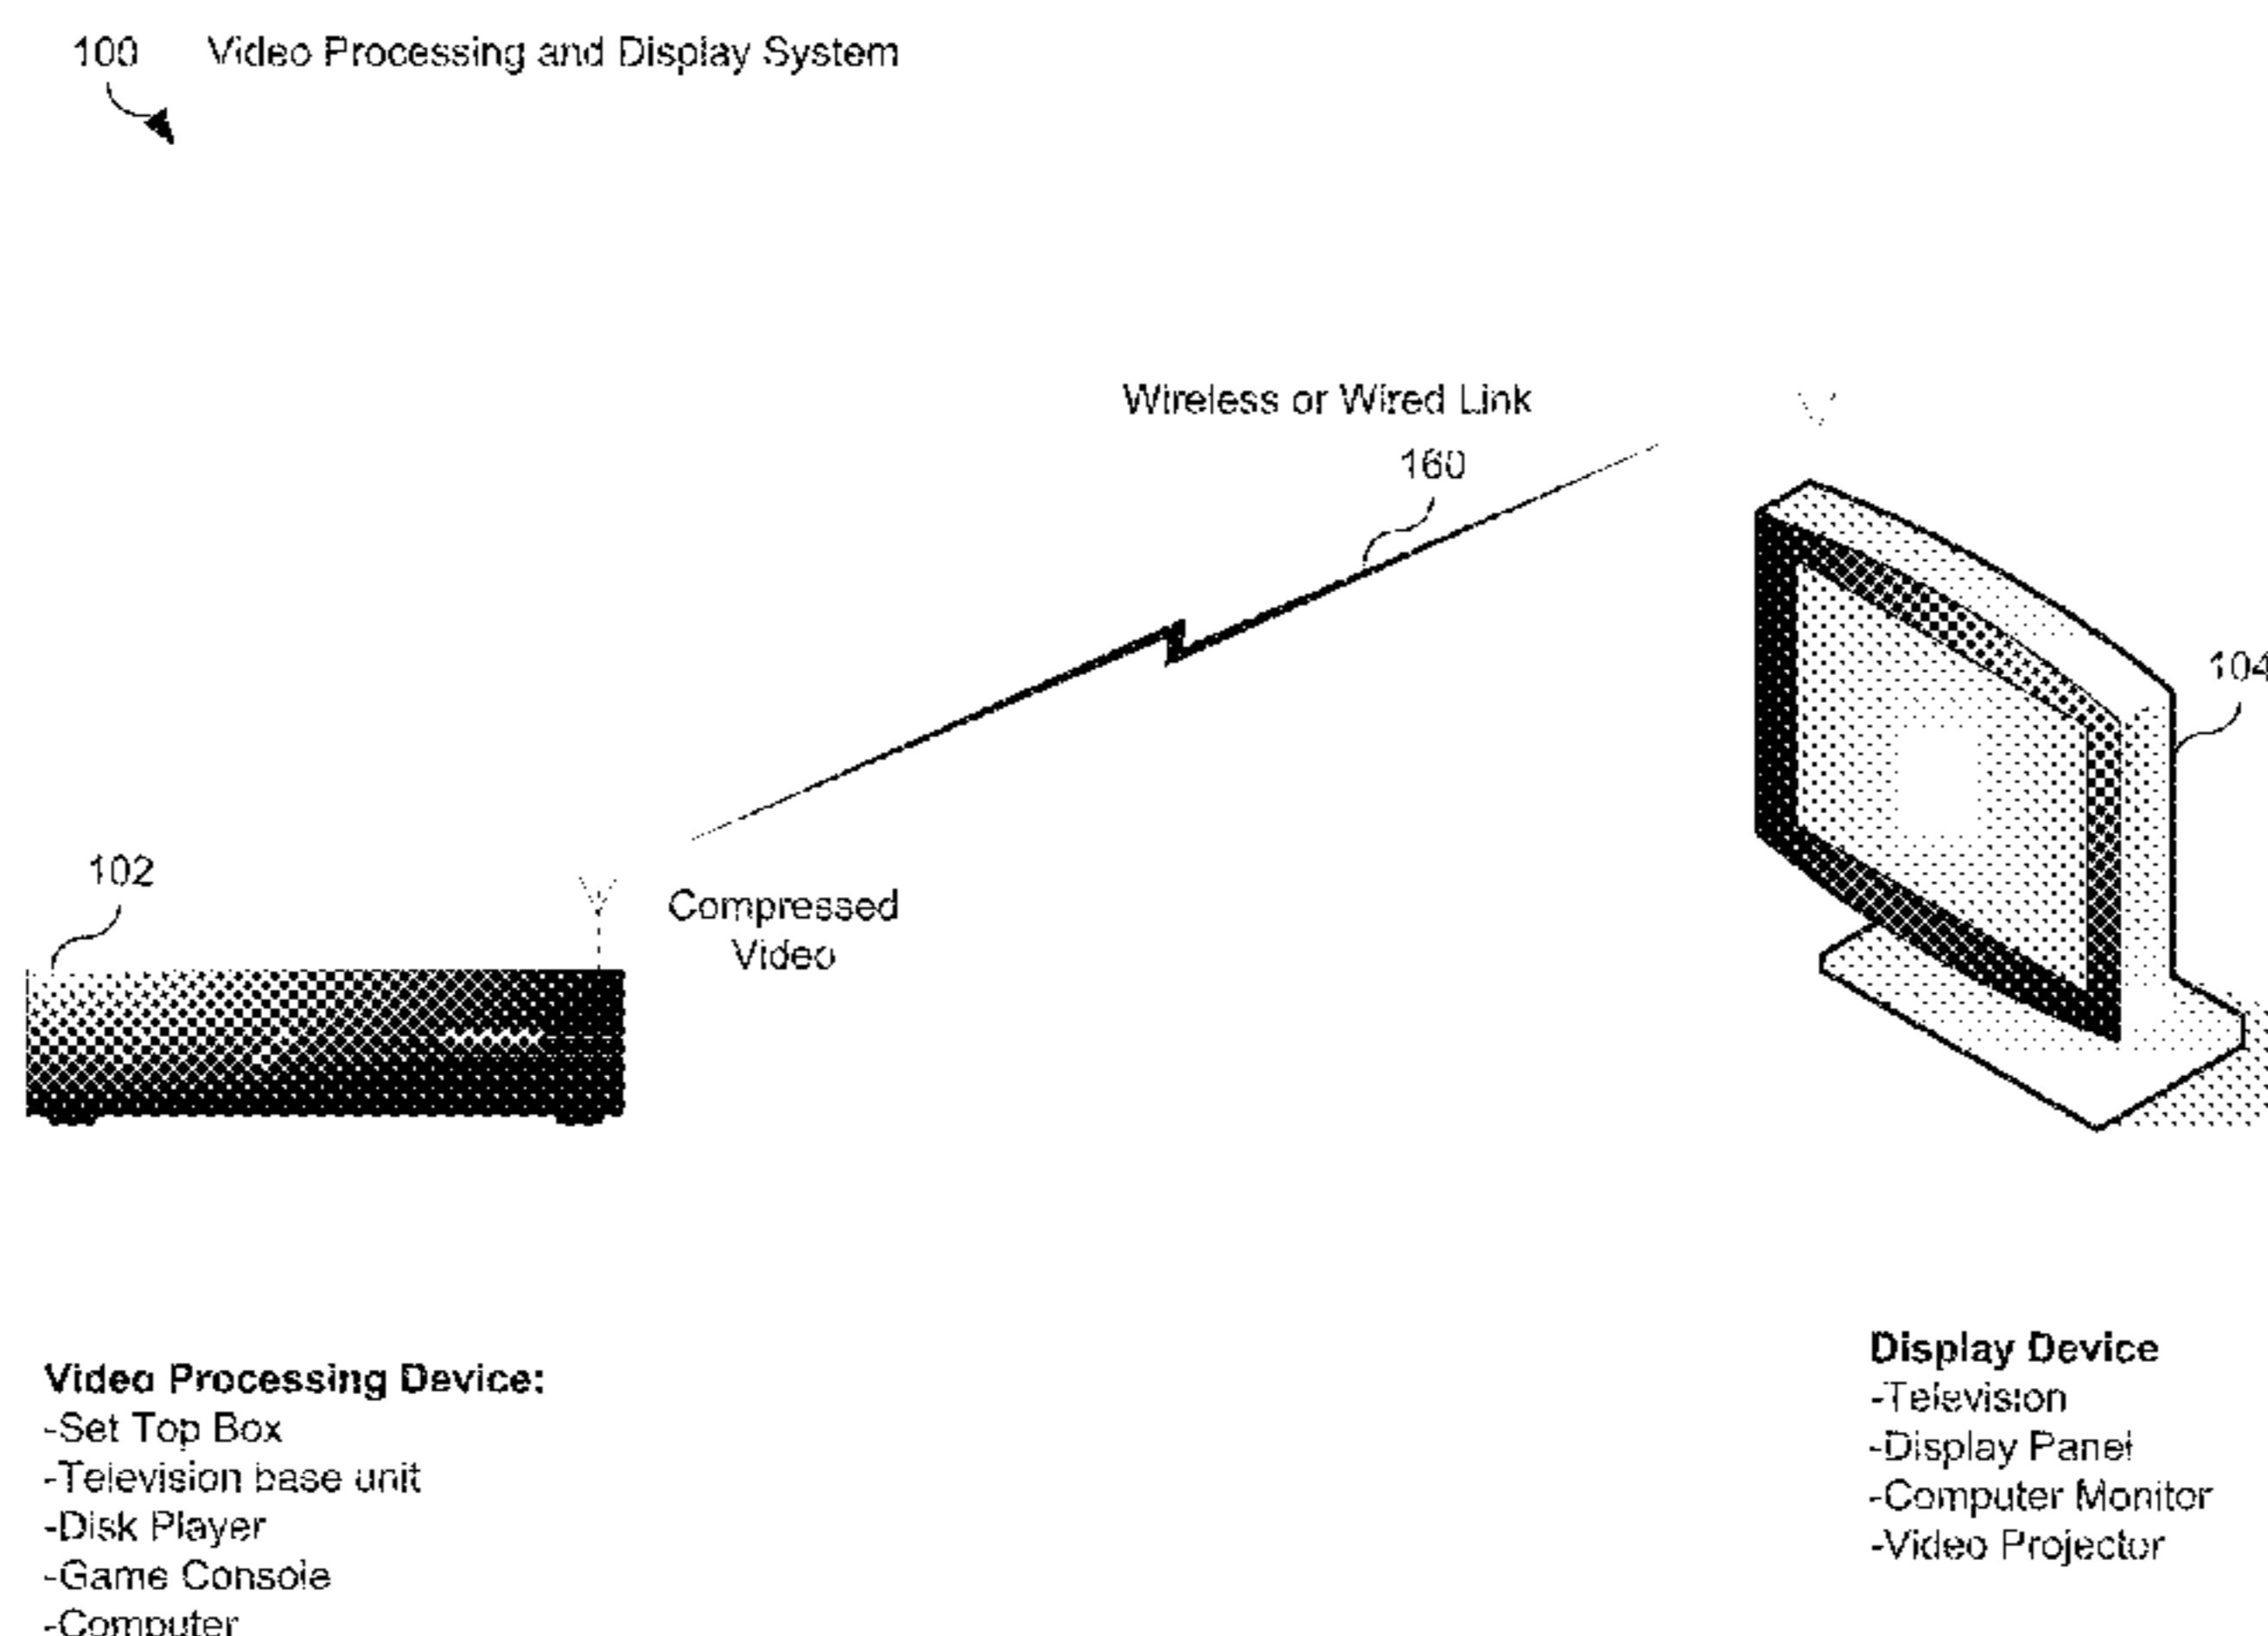 100 Video Processing and Display System
Wireless or Wired Link
160
104
102
Compressed
Video
Video Processing Device:
-Set Top Box
-Television base unit
-Disk Player
-Game Console
-Computer
Display Device
-Television
-Display Panel
-Computer Monitor
-Video Projector